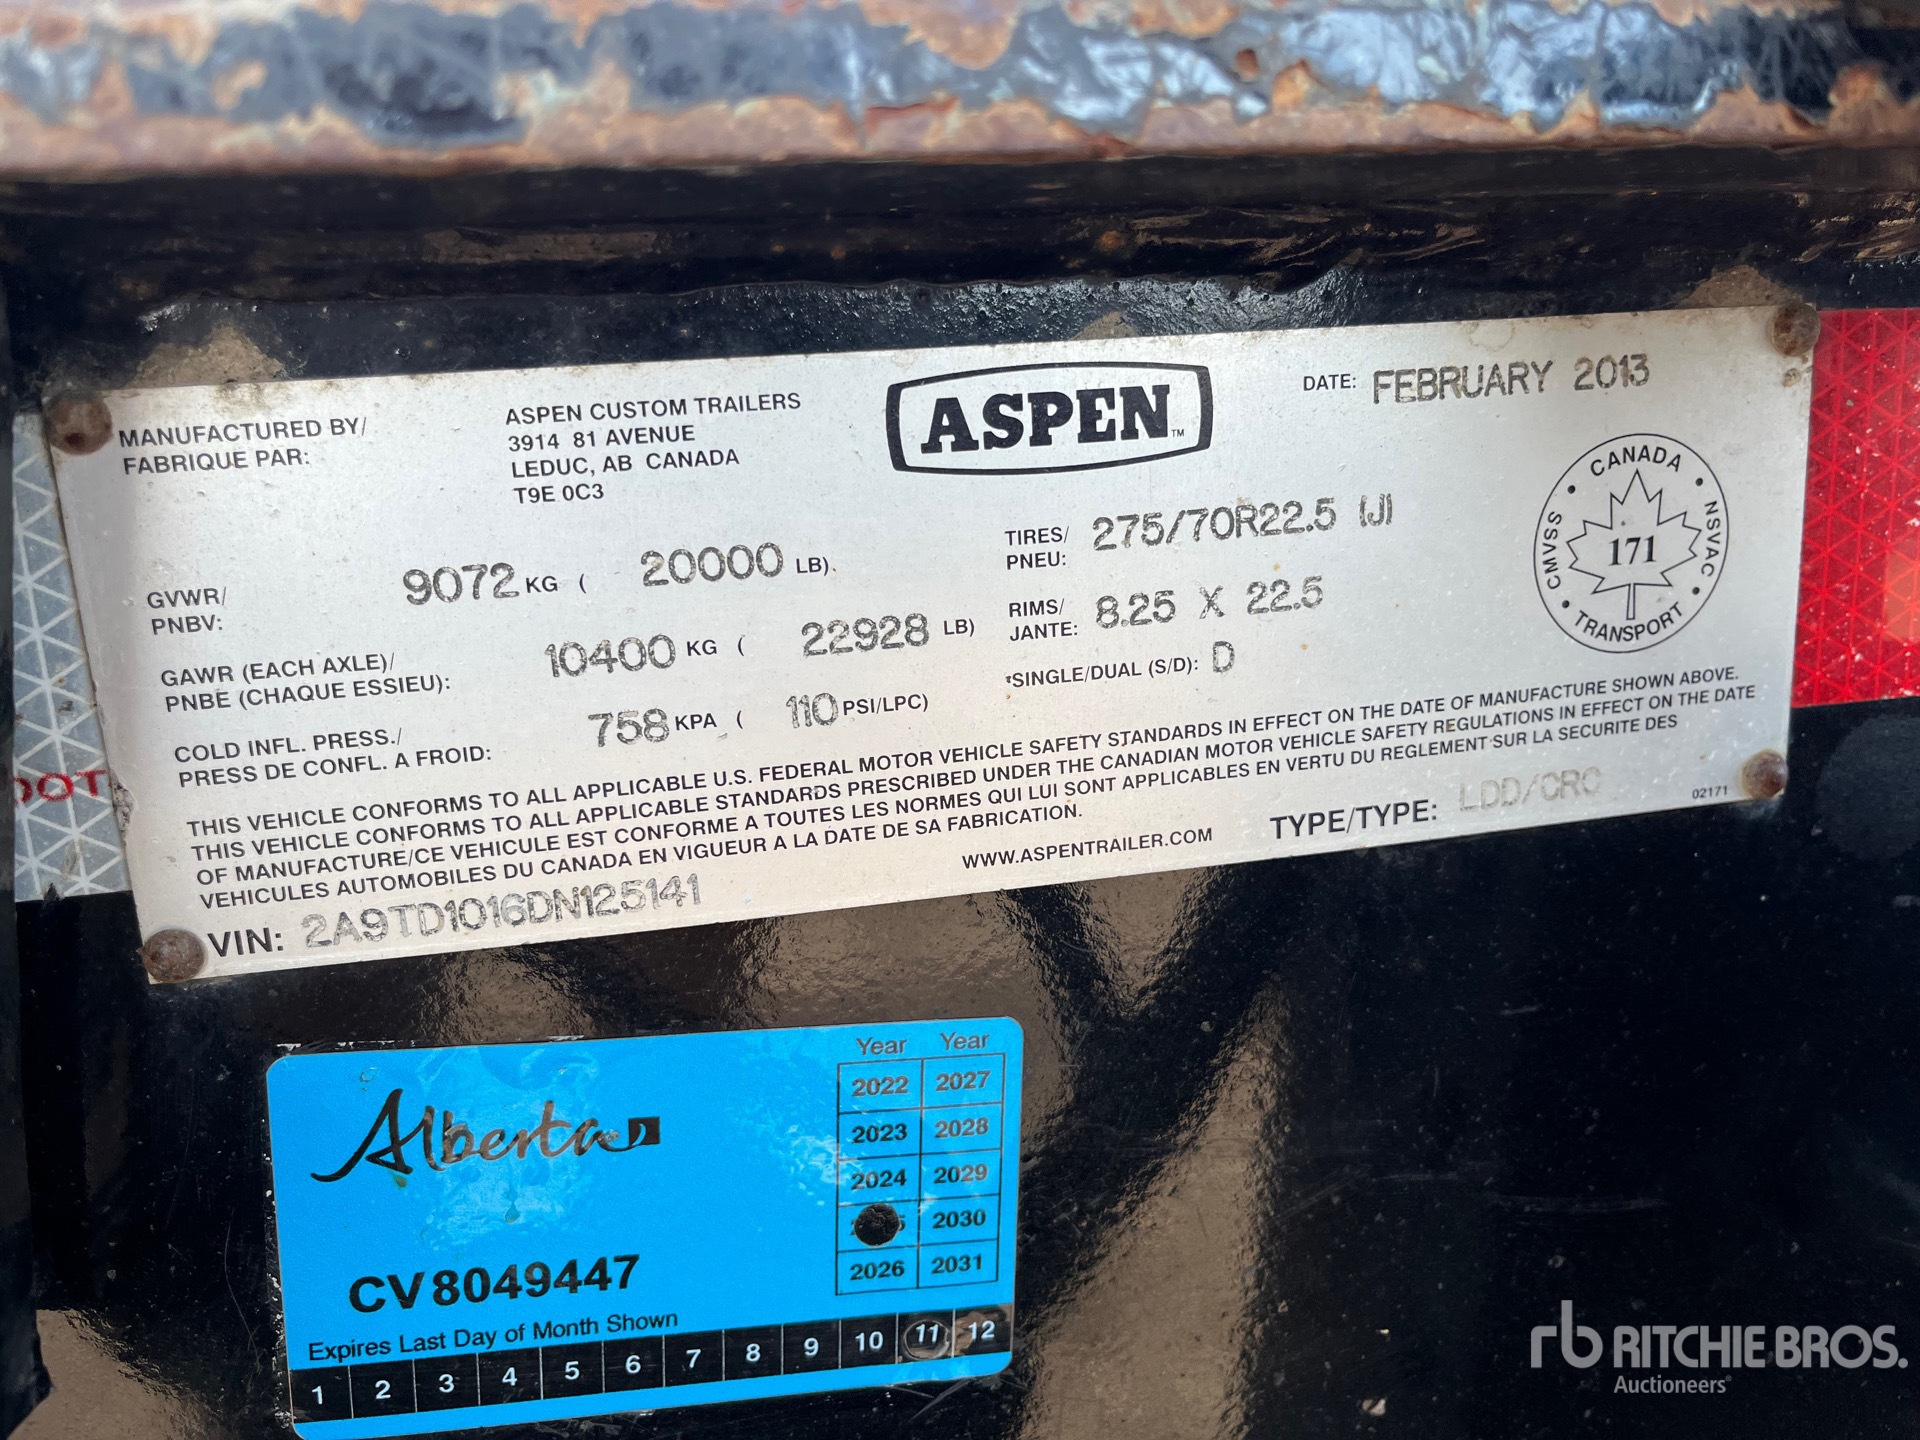 MANUFACTURED BY/
FABRIQUE PAR:
ASPEN CUSTOM TRAILERS
3914 81 AVENUE
LEDUC, AB CANADA
T9E 0C3
ASPEN™
DATE: FEBRUARY 2013
GVWR/
PNBV:
9072 KG ( 20000 LB).
TIRES/
PNEU:
275/70R22.5 (J)
GAWR (EACH AXLE)/
PNBE (CHAQUE ESSIEU):
10400 KG ( 22928 LB)
RIMS/
JANTE:
8.25 X 22.5
COLD INFL. PRESS./
PRESS DE CONFL. A FROID:
758 KPA ( 110 PSI/LPC)
SINGLE/DUAL (S/D): D
CANADA
CMVSS
NSVAC
171
TRANSPORT
THIS VEHICLE CONFORMS TO ALL APPLICABLE U.S. FEDERAL MOTOR VEHICLE SAFETY STANDARDS IN EFFECT ON THE DATE OF MANUFACTURE SHOWN ABOVE.
THIS VEHICLE CONFORMS TO ALL APPLICABLE STANDARDS PRESCRIBED UNDER THE CANADIAN MOTOR VEHICLE SAFETY REGULATIONS IN EFFECT ON THE DATE
OF MANUFACTURE/CE VEHICULE EST CONFORME A TOUTES LES NORMES QUI LUI SONT APPLICABLES EN VERTU DU REGLEMENT SUR LA SECURITE DES
VEHICULES AUTOMOBILES DU CANADA EN VIGUEUR A LA DATE DE SA FABRICATION.
WWW.ASPENTRAILER.COM
TYPE/TYPE: LDD/CRC
02171
VIN: 2A9TD1016DN125141
DOT
Alberta
CV8049447
Year Year
2022 2027
2023 2028
2024 2029
2030
2026 2031
Expires Last Day of Month Shown
1 2 3 4 5 6 7 8 9 10 11 12
rb RITCHIE BROS.
Auctioneers